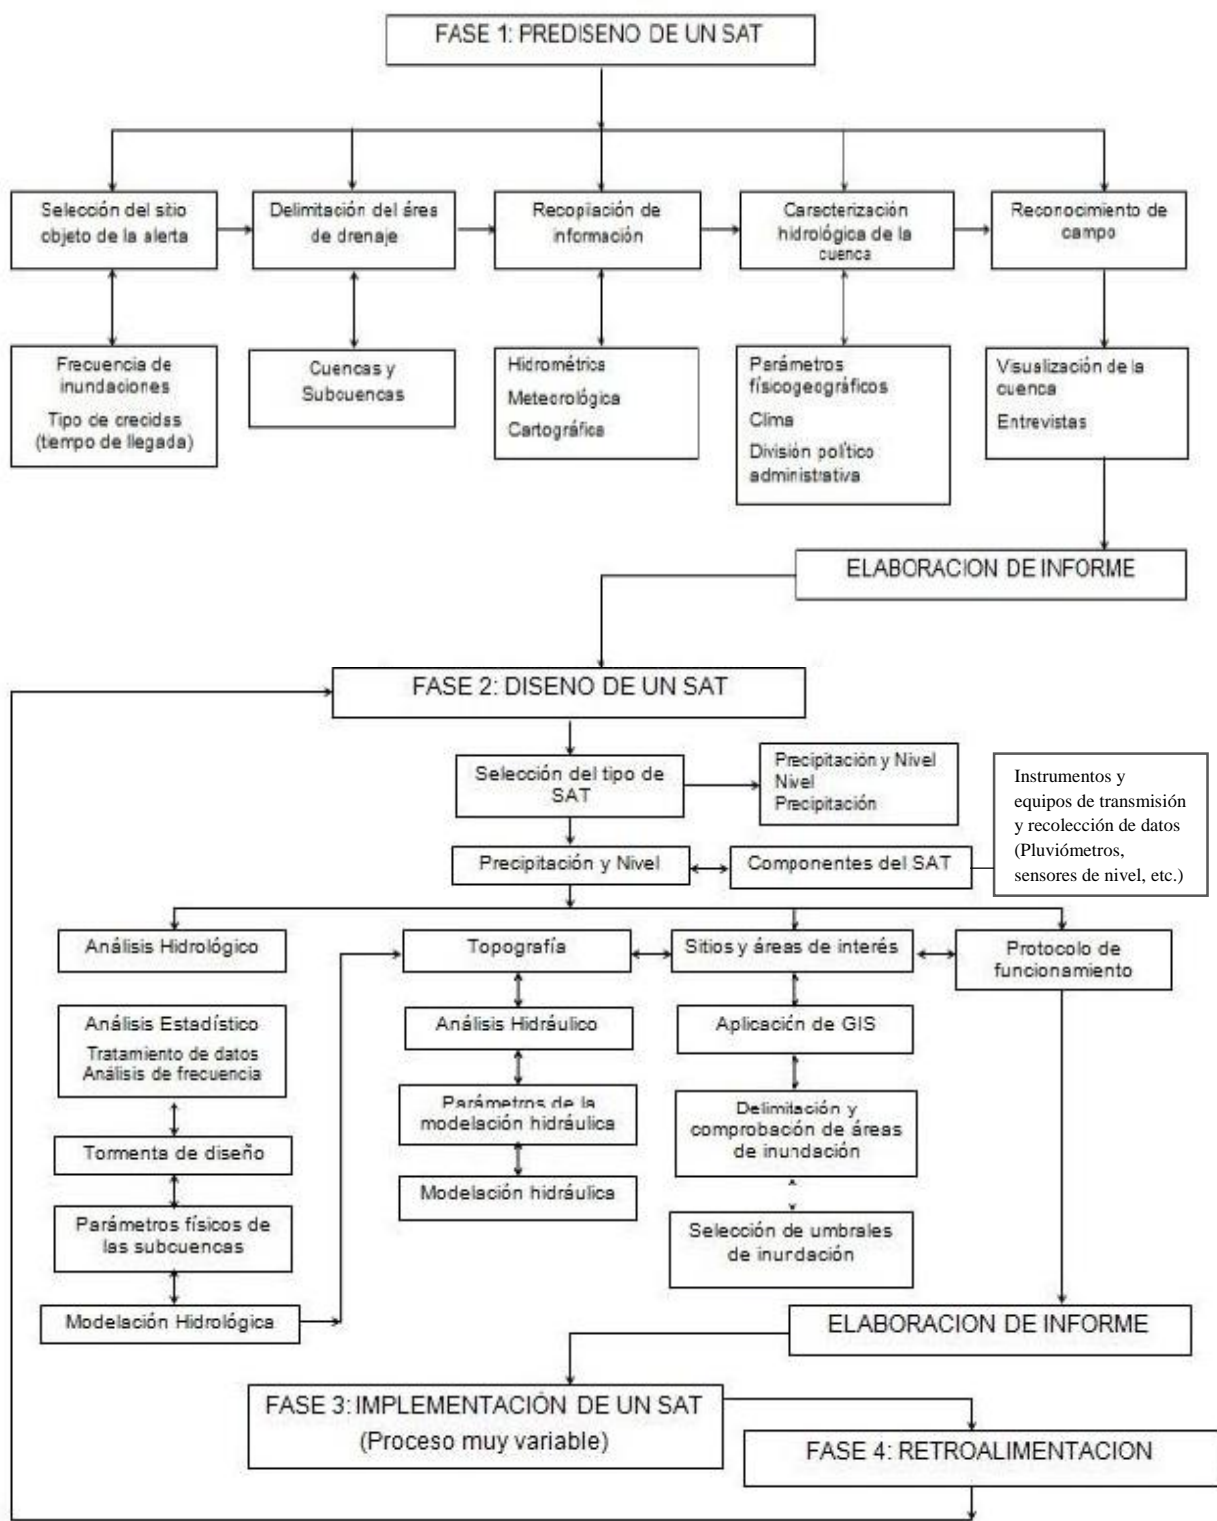 FASE 1: PREDISENO DE UN SAT
Selección del sitio
objeto de la alerta
Delimitación del área
de drenaje
Recopilación de
información
Caracterización
hidrológica de la
cuenca
Reconocimiento de
campo
Frecuencia de
inundaciones
Tipo de crecidas
(tiempo de llegada)
Cuencas y
Subcuencas
Hidrométrica
Meteorológica
Cartográfica
Parámetros
físicogeográficos
Clima
División político
administrativa
Visualización de la
cuenca
Entrevistas
ELABORACION DE INFORME
FASE 2: DISENO DE UN SAT
Selección del tipo de
SAT
Precipitación y Nivel
Nivel
Precipitación
Instrumentos y
equipos de transmisión
y recolección de datos
(Pluviómetros,
sensores de nivel, etc.)
Precipitación y Nivel
Componentes del SAT
Análisis Hidrológico
Topografía
Sitios y áreas de interés
Protocolo de
funcionamiento
Análisis Estadístico
Tratamiento de datos
Análisis de frecuencia
Análisis Hidráulico
Aplicación de GIS
Parámetros de la
modelación hidráulica
Delimitación y
comprobación de áreas
de inundación
Tormenta de diseño
Modelación hidráulica
Parámetros físicos de
las subcuencas
Selección de umbrales
de inundación
Modelación Hidrológica
ELABORACION DE INFORME
FASE 3: IMPLEMENTACIÓN DE UN SAT
(Proceso muy variable)
FASE 4: RETROALIMENTACION